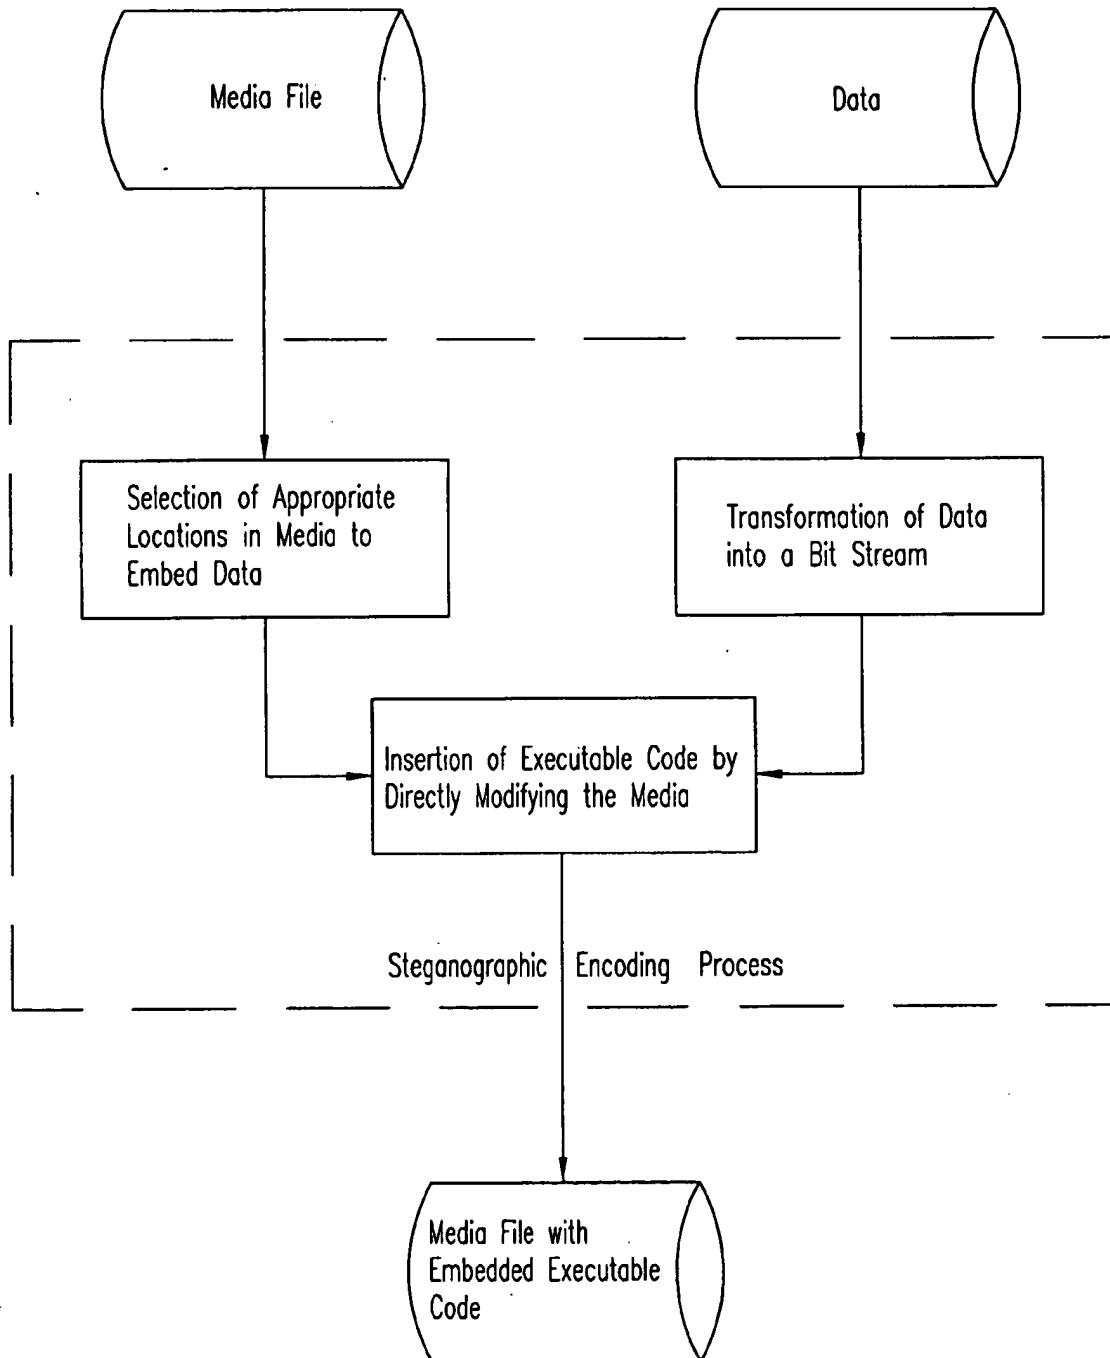 Media File
Data
Selection of Appropriate
Locations in Media to
Embed Data
Transformation of Data
into a Bit Stream
Insertion of Executable Code by
Directly Modifying the Media
Steganographic Encoding Process
Media File with
Embedded Executable
Code